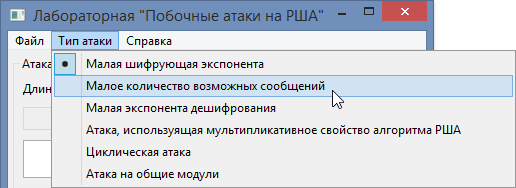 Лабораторная "Побочные атаки на РША"
Файл Тип атаки Справка
Атака
Малая шифрующая экспонента
Малое количество возможных сообщений
Малая экспонента дешифрования
Атака, использующая мультипликативное свойство алгоритма РША
Циклическая атака
Атака на общие модули